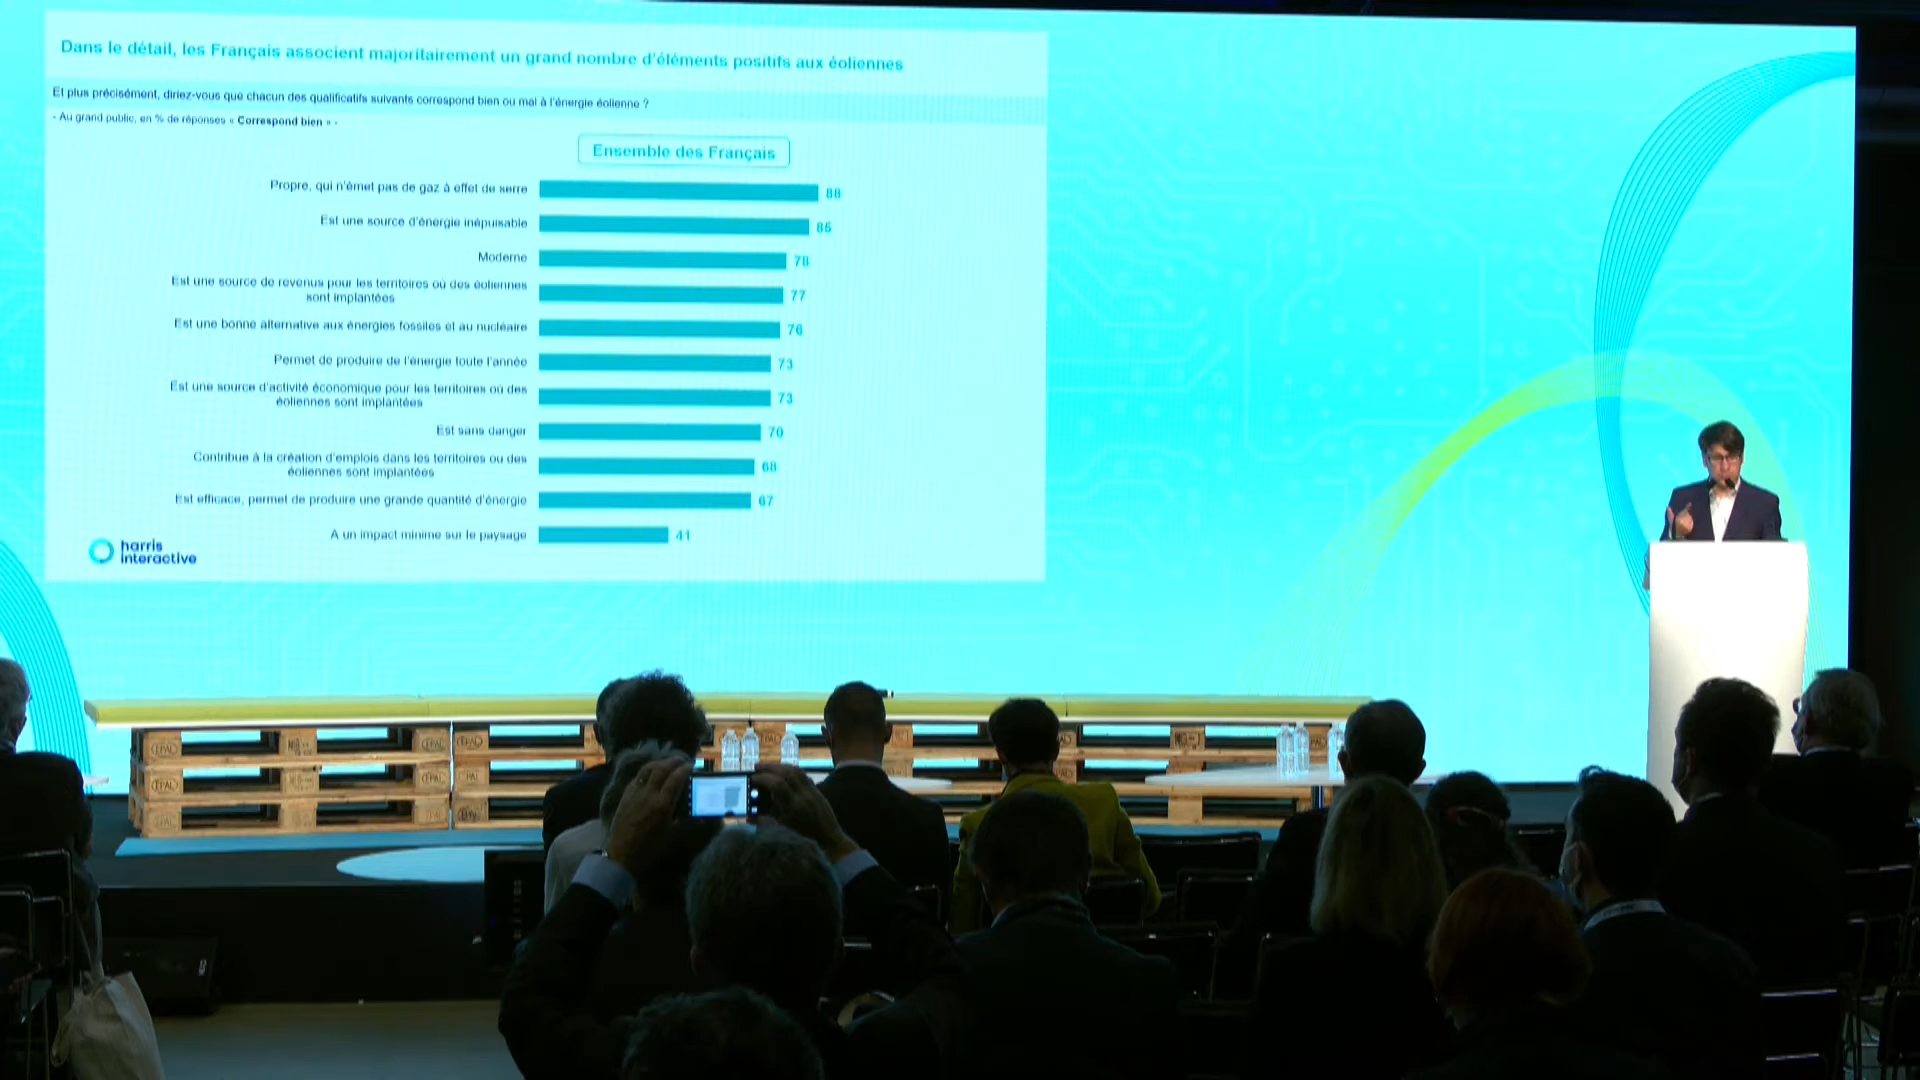 Dans le détail, les Français associent majoritairement un grand nombre d'éléments positifs aux éoliennes
Et plus précisément, diriez-vous que chacun des qualificatifs suivants correspond bien ou mal à l'énergie éolienne ?
- Au grand public, en % de réponses « Correspond bien » -
Ensemble des Français
Propre, qui n'émet pas de gaz à effet de serre 88
Est une source d'énergie inépuisable 85
Moderne 78
Est une source de revenus pour les territoires où des éoliennes
sont implantées 77
Est une bonne alternative aux énergies fossiles et au nucléaire 76
Permet de produire de l'énergie toute l'année 73
Est une source d'activité économique pour les territoires où des
éoliennes sont implantées 73
Est sans danger 70
Contribue à la création d'emplois dans les territoires ou des
éoliennes sont implantées 68
Est efficace, permet de produire une grande quantité d'énergie 67
A un impact minime sur le paysage 41
harris
interactive
EPAL
EPAL
EPAL
EPAL